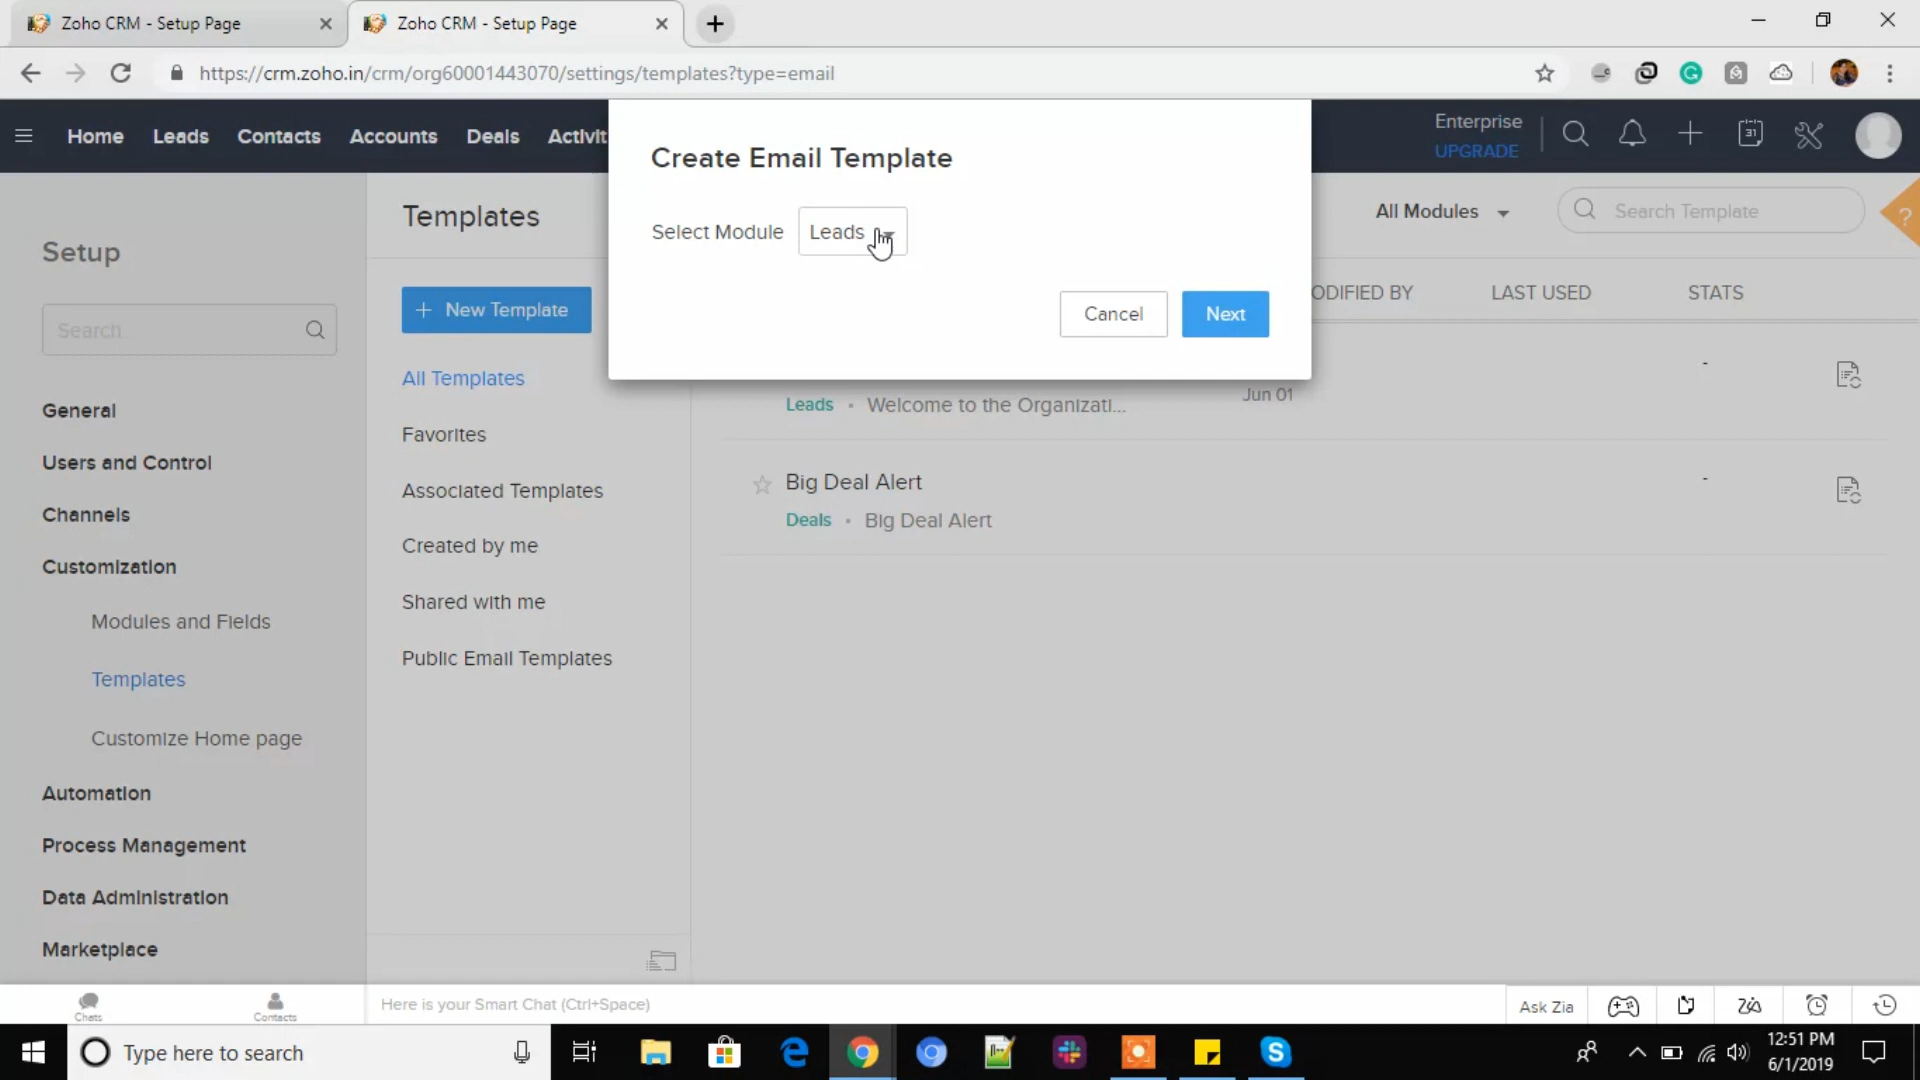 Zoho CRM - Setup Page
Zoho CRM - Setup Page
https://crm.zoho.in/crm/org60001443070/settings/templates?type=email
Home Leads Contacts Accounts Deals Activit
Enterprise
UPGRADE
31
Create Email Template
Select Module Leads
Cancel Next
Setup
Search
General
Users and Control
Channels
Customization
Modules and Fields
Templates
Customize Home page
Automation
Process Management
Data Administration
Marketplace
Templates
+ New Template
All Templates
Favorites
Associated Templates
Created by me
Shared with me
Public Email Templates
All Modules
Search Template
?
ODIFIED BY LAST USED STATS
-
Leads • Welcome to the Organizati...
Jun 01
Big Deal Alert
-
Deals • Big Deal Alert
Chats
Contacts
Here is your Smart Chat (Ctrl+Space)
Ask Zia
Type here to search
12:51 PM
6/1/2019